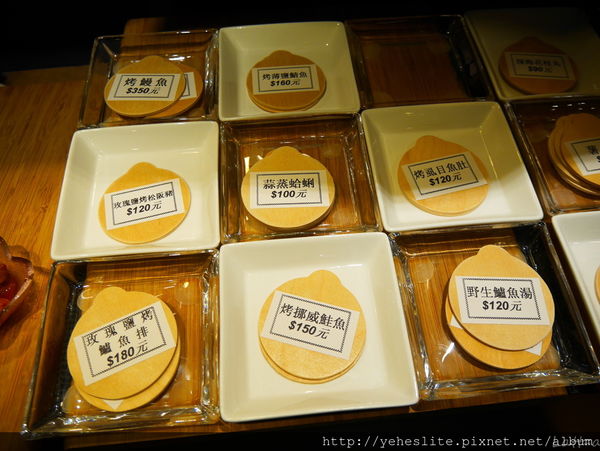 烤鰻魚
$350元
烤薄鹽鯖魚
$160元
$90元
玫瑰鹽烤松阪豬
$120元
蒜蒸蛤蜊
$100元
烤虱目魚肚
$120元
玫瑰鹽烤
鱸魚排
$180元
烤挪威鮭魚
$150元
野生鱸魚湯
$120元
http://yeheslite.pixnet.net/album